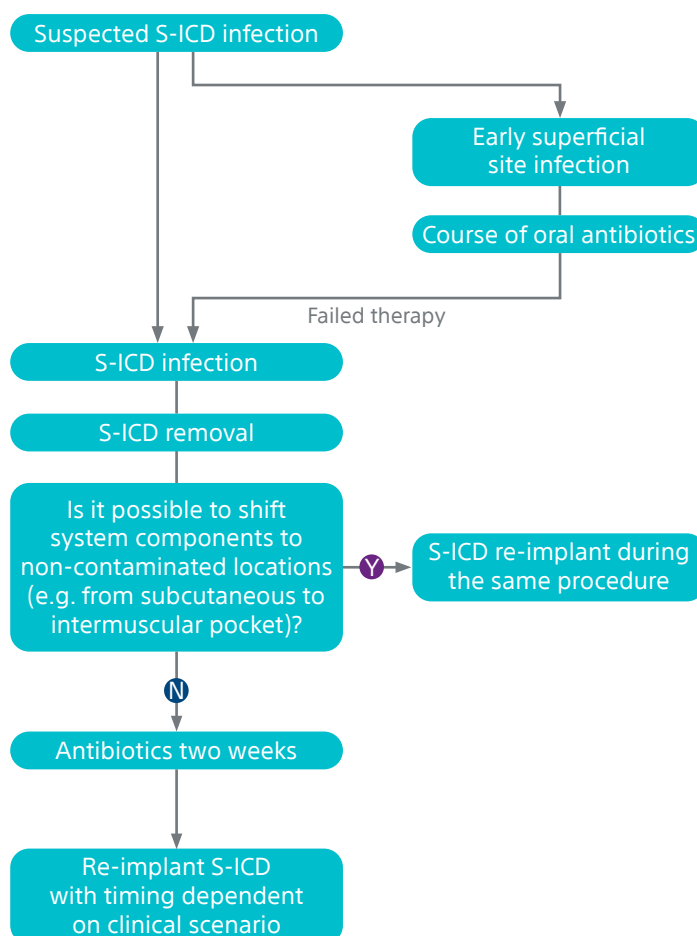 Suspected S-ICD infection
Early superficial
site infection
Course of oral antibiotics
Failed therapy
S-ICD infection
S-ICD removal
Is it possible to shift
system components to
non-contaminated locations
(e.g. from subcutaneous to
intermuscular pocket)?
Y
S-ICD re-implant during
the same procedure
N
Antibiotics two weeks
Re-implant S-ICD
with timing dependent
on clinical scenario